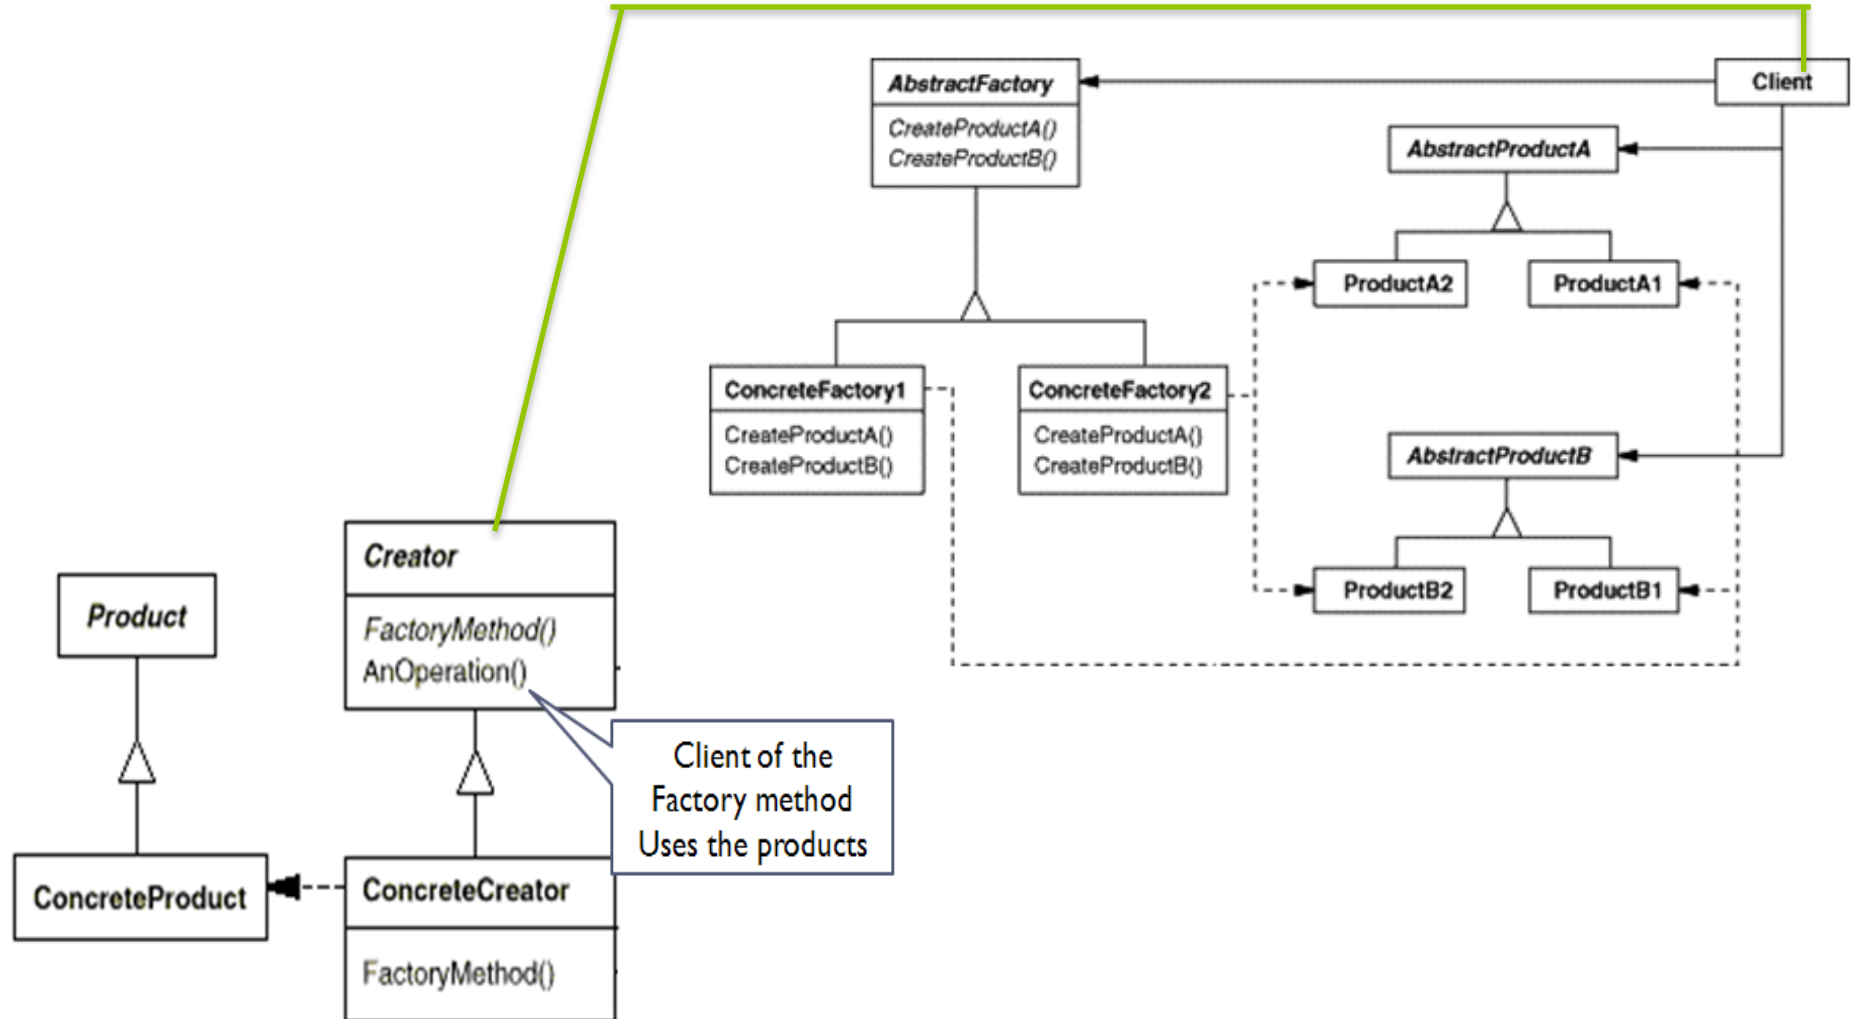 AbstractFactory
CreateProductA()
CreateProductB()
Client
AbstractProductA
ProductA2
ProductA1
ConcreteFactory1
CreateProductA()
CreateProductB()
ConcreteFactory2
CreateProductA()
CreateProductB()
AbstractProductB
ProductB2
ProductB1
Creator
FactoryMethod()
AnOperation()
Product
Client of the
Factory method
Uses the products
ConcreteProduct
ConcreteCreator
FactoryMethod()